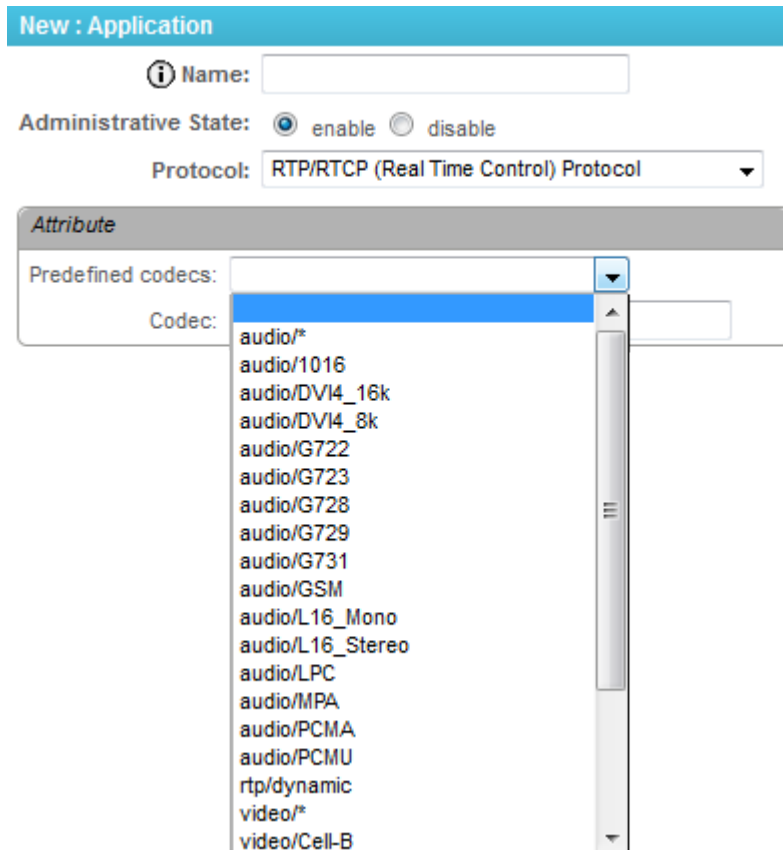 New : Application
Name:
Administrative State: enable disable
Protocol: RTP/RTCP (Real Time Control) Protocol
Attribute
Predefined codecs:
Codec:
audio/*
audio/1016
audio/DVI4_16k
audio/DVI4_8k
audio/G722
audio/G723
audio/G728
audio/G729
audio/G731
audio/GSM
audio/L16_Mono
audio/L16_Stereo
audio/LPC
audio/MPA
audio/PCMA
audio/PCMU
rtp/dynamic
video/*
video/Cell-B